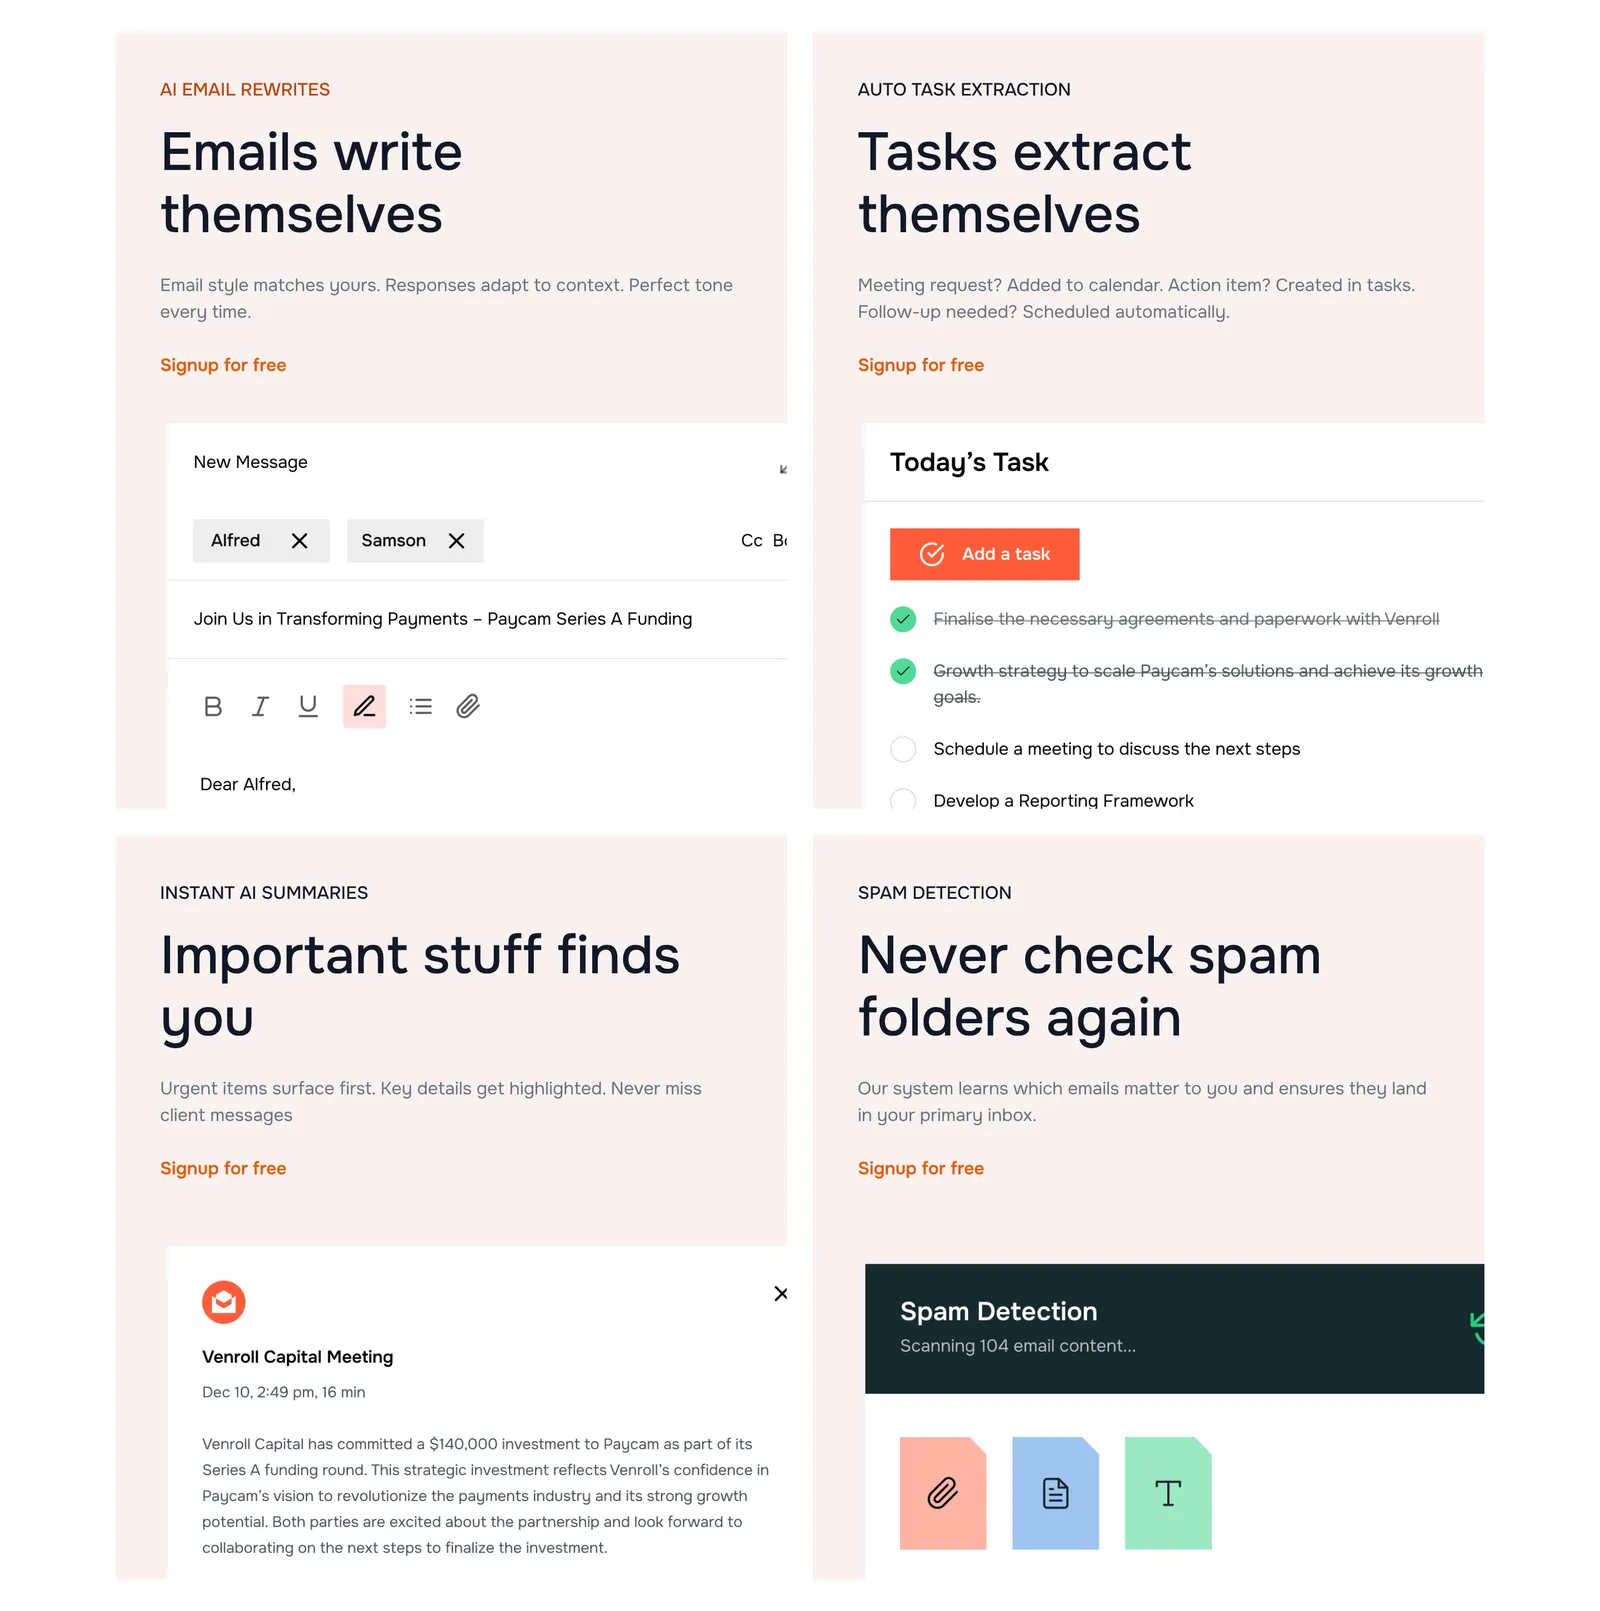 AI EMAIL REWRITES
Emails write
themselves
Email style matches yours. Responses adapt to context. Perfect tone
every time.
Signup for free
New Message
Alfred
Samson
Cc
Join Us in Transforming Payments – Paycam Series A Funding
B I U
Dear Alfred,
AUTO TASK EXTRACTION
Tasks extract
themselves
Meeting request? Added to calendar. Action item? Created in tasks.
Follow-up needed? Scheduled automatically.
Signup for free
Today’s Task
Add a task
Finalise the necessary agreements and paperwork with Venroll
Growth strategy to scale Paycam’s solutions and achieve its growth
goals.
Schedule a meeting to discuss the next steps
Develop a Reporting Framework
INSTANT AI SUMMARIES
Important stuff finds
you
Urgent items surface first. Key details get highlighted. Never miss
client messages
Signup for free
Venroll Capital Meeting
Dec 10, 2:49 pm, 16 min
Venroll Capital has committed a $140,000 investment to Paycam as part of its
Series A funding round. This strategic investment reflects Venroll’s confidence in
Paycam’s vision to revolutionize the payments industry and its strong growth
potential. Both parties are excited about the partnership and look forward to
collaborating on the next steps to finalize the investment.
SPAM DETECTION
Never check spam
folders again
Our system learns which emails matter to you and ensures they land
in your primary inbox.
Signup for free
Spam Detection
Scanning 104 email content...
T